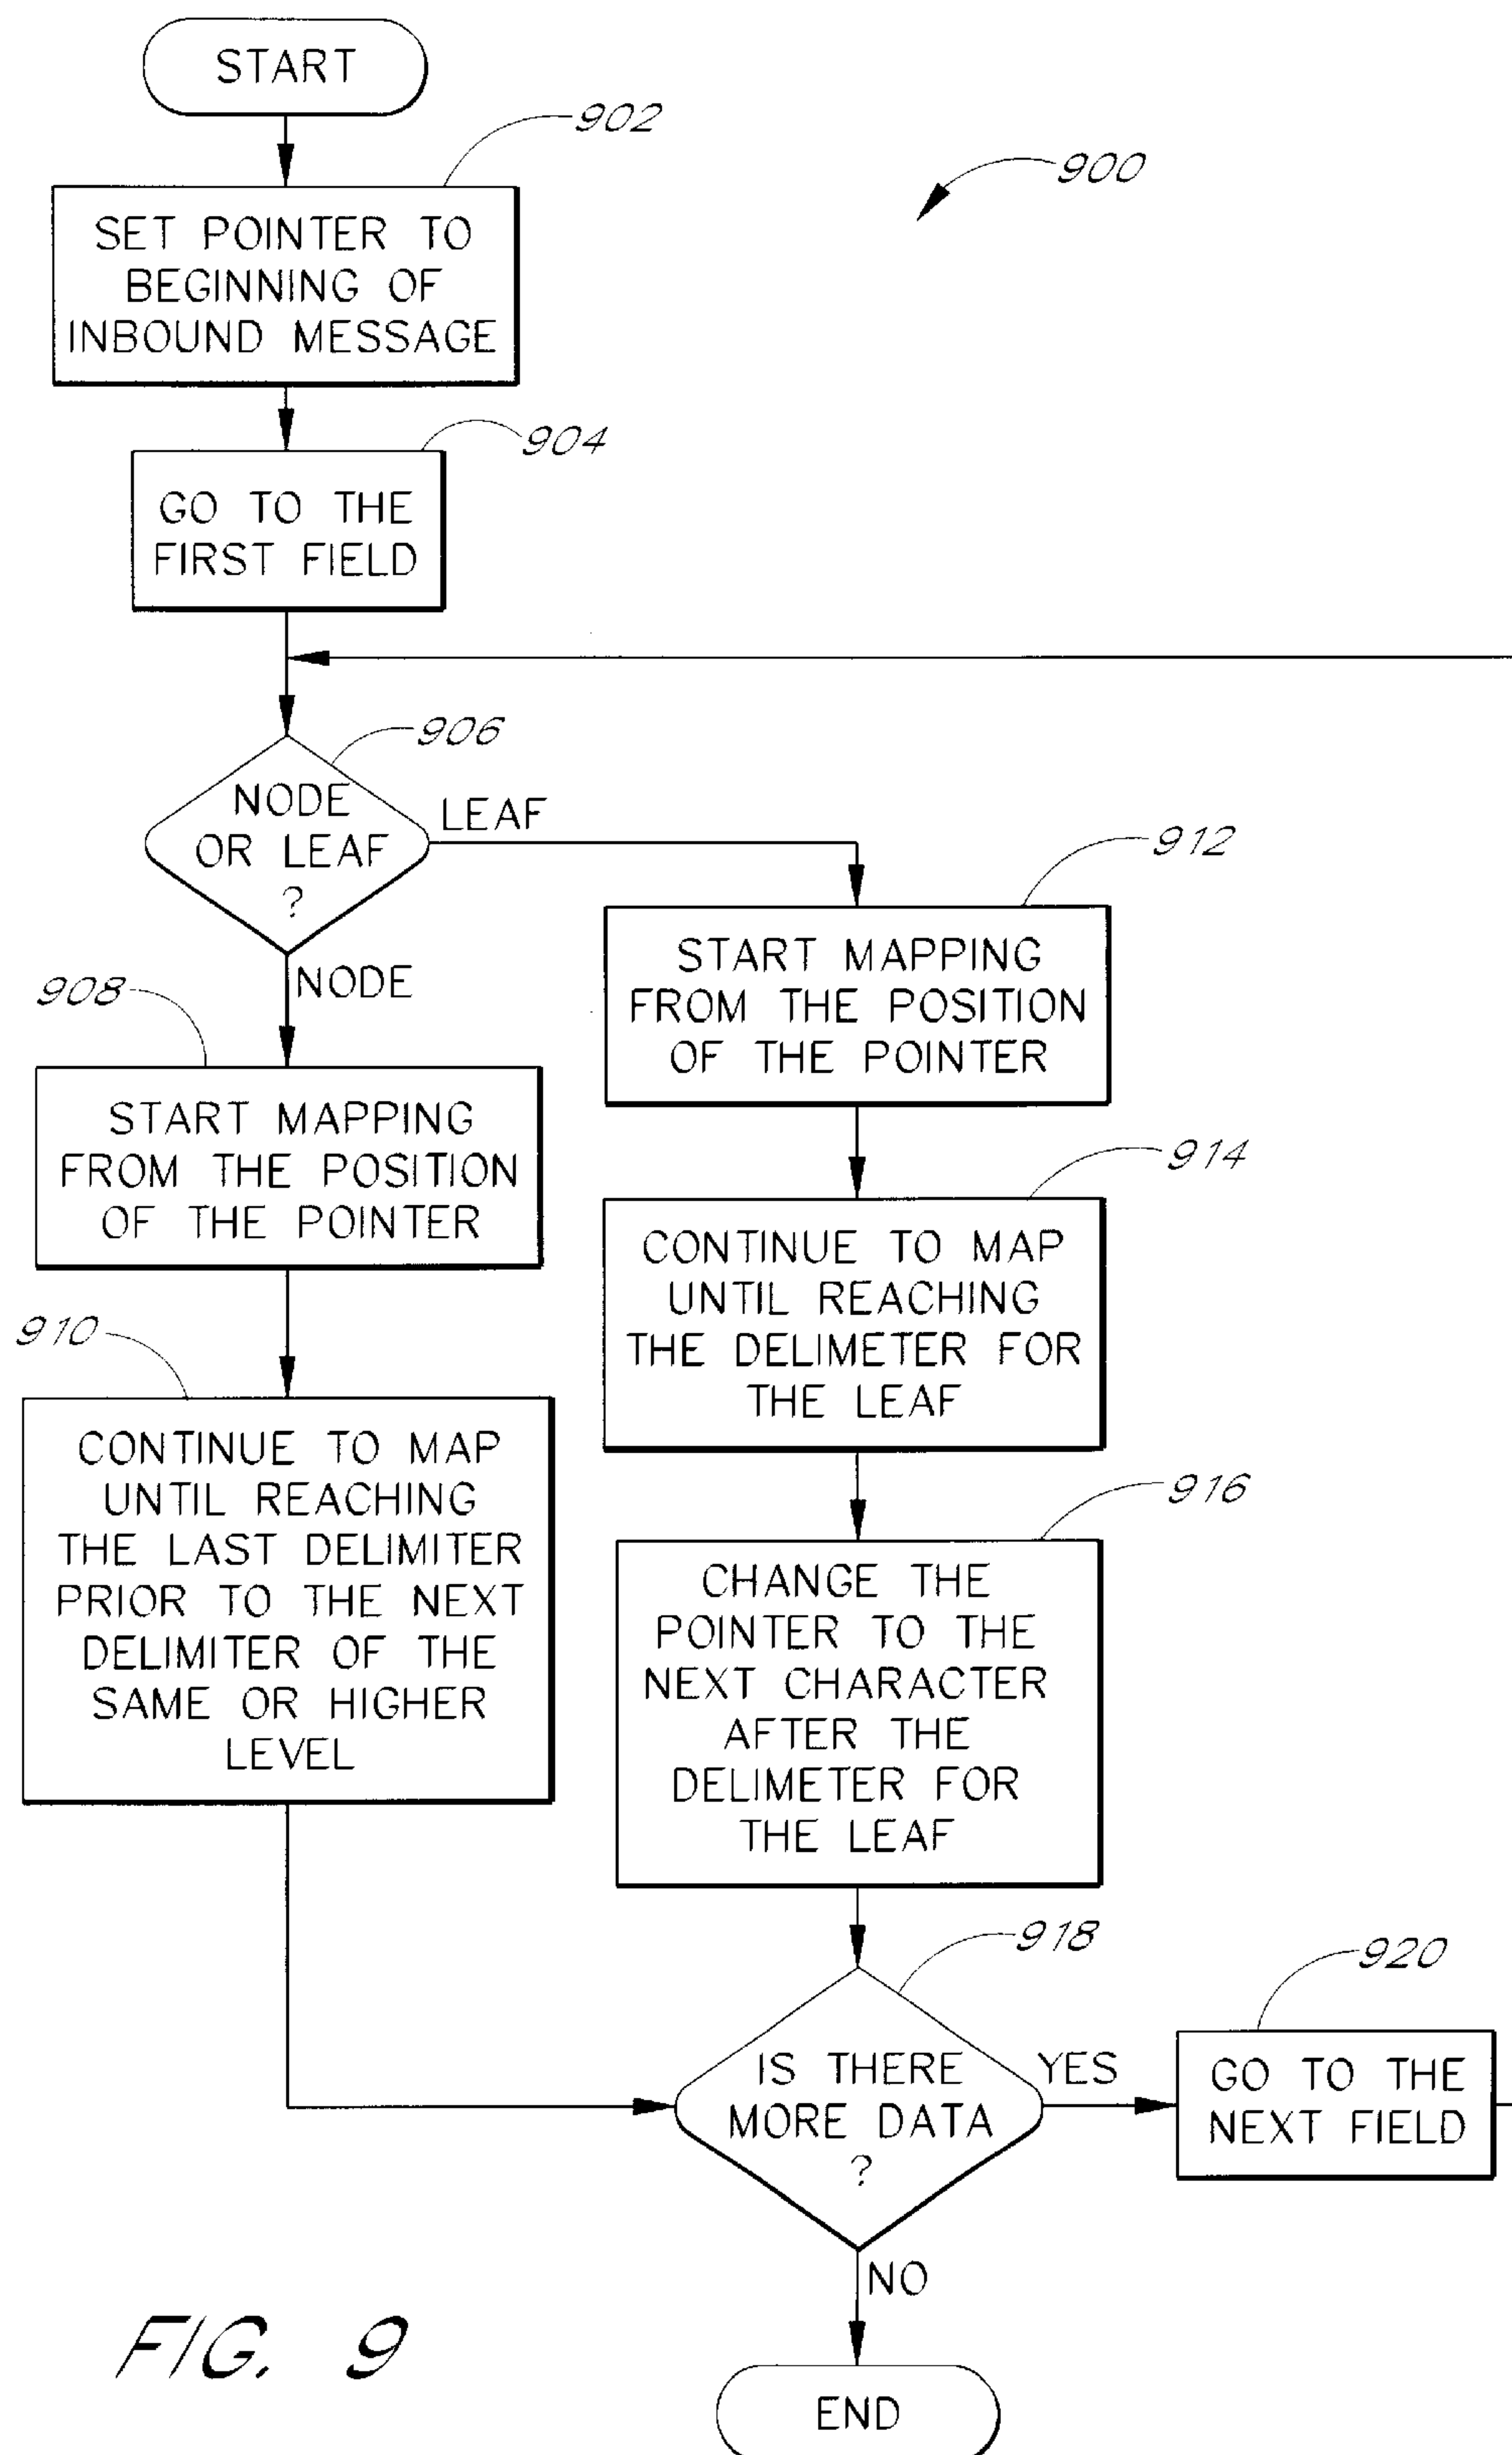 START
902
900
SET POINTER TO
BEGINNING OF
INBOUND MESSAGE
904
GO TO THE
FIRST FIELD
906
NODE
OR LEAF
?
LEAF
NODE
912
START MAPPING
FROM THE POSITION
OF THE POINTER
908
START MAPPING
FROM THE POSITION
OF THE POINTER
914
CONTINUE TO MAP
UNTIL REACHING
THE DELIMETER FOR
THE LEAF
910
CONTINUE TO MAP
UNTIL REACHING
THE LAST DELIMITER
PRIOR TO THE NEXT
DELIMITER OF THE
SAME OR HIGHER
LEVEL
916
CHANGE THE
POINTER TO THE
NEXT CHARACTER
AFTER THE
DELIMETER FOR
THE LEAF
918
IS THERE
MORE DATA
?
YES
920
GO TO THE
NEXT FIELD
NO
END
FIG. 9